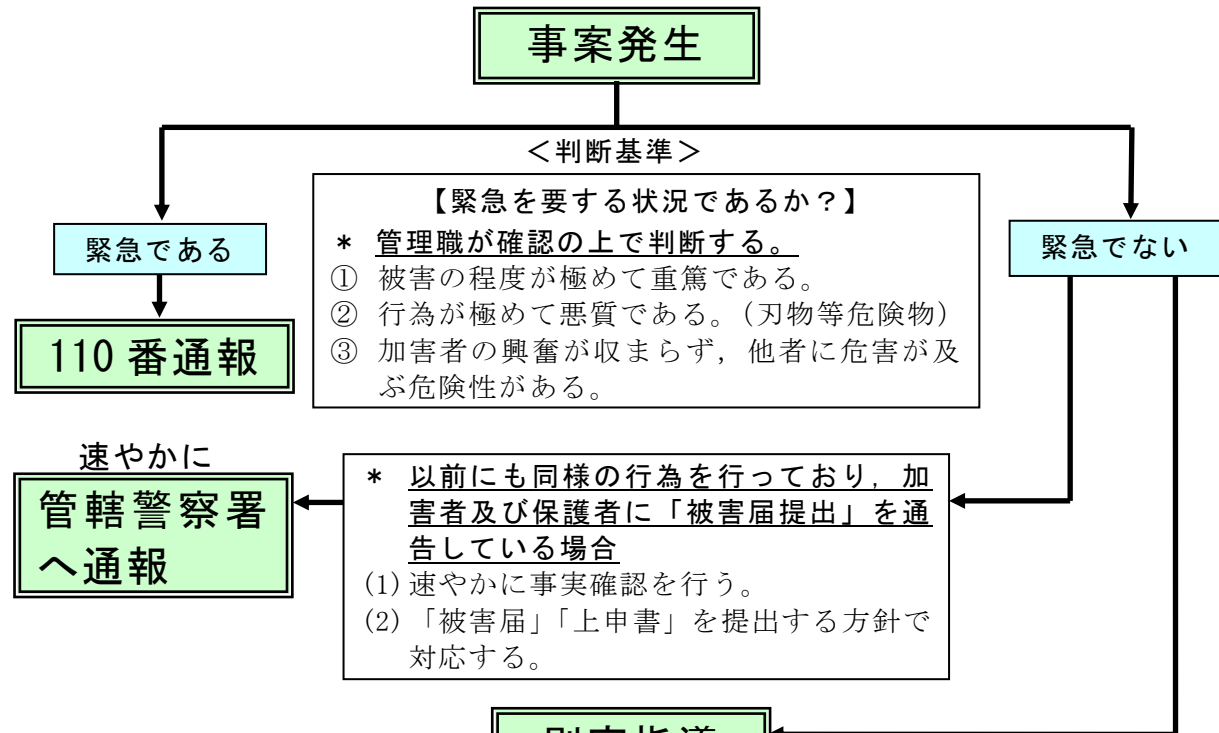 事案発生
＜判断基準＞
【緊急を要する状況であるか？】
＊ 管理職が確認の上で判断する。
① 被害の程度が極めて重篤である。
② 行為が極めて悪質である。（刃物等危険物）
③ 加害者の興奮が収まらず，他者に危害が及
ぶ危険性がある。
緊急である
緊急でない
110 番通報
速やかに
管轄警察署
へ通報
＊ 以前にも同様の行為を行っており，加
害者及び保護者に「被害届提出」を通
告している場合
(1) 速やかに事実確認を行う。
(2) 「被害届」「上申書」を提出する方針で
対応する。